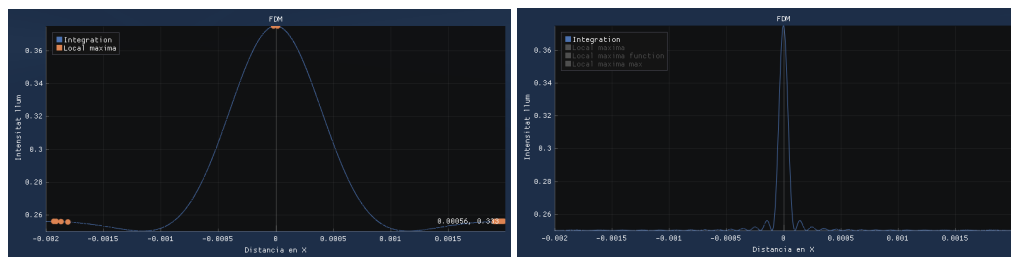 FDM
Integration
Local maxima
Intensitat llum
0.36
0.34
0.32
0.3
0.28
0.26
0.00056, 0.333
-0.002
-0.0015
-0.001
-0.0005
0
0.0005
0.001
0.0015
Distancia en X
FDM
Integration
Local maxima
Local maxima function
Local maxima max
Intensitat llum
0.36
0.34
0.32
0.3
0.28
0.26
-0.002
-0.0015
-0.001
-0.0005
0
0.0005
0.001
0.0015
Distancia en X